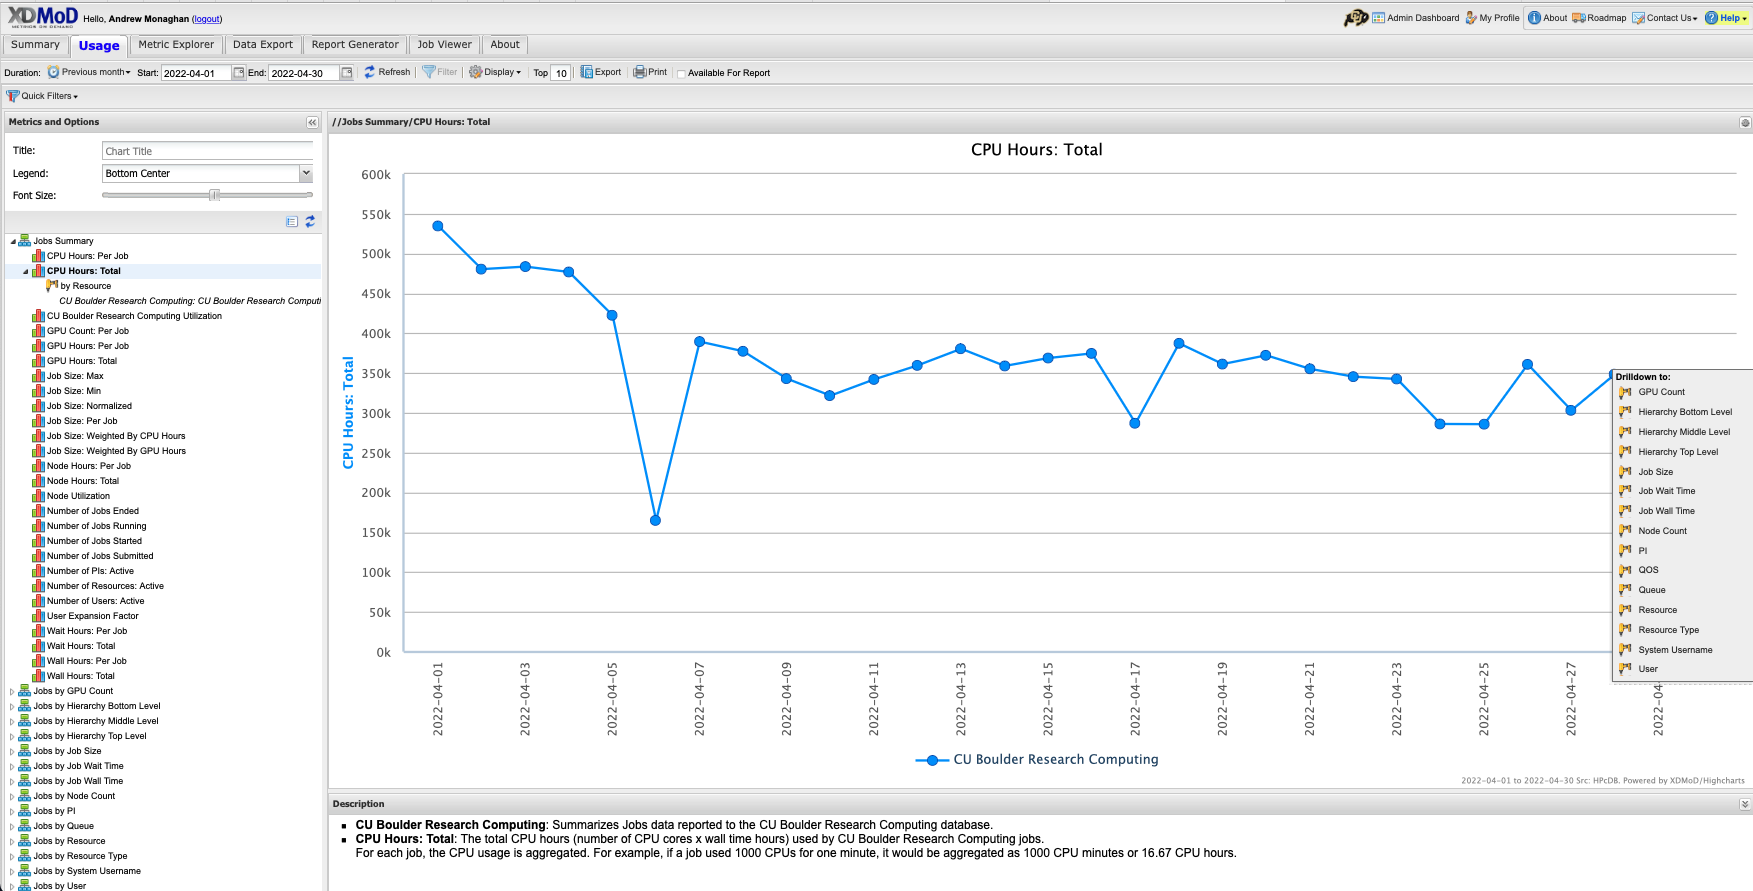 XDMoD
METRICS ON DEMAND
Hello, Andrew Monaghan (logout)
Admin Dashboard My Profile About Roadmap Contact Us Help
Summary Usage Metric Explorer Data Export Report Generator Job Viewer About
Duration: Previous month Start: 2022-04-01 End: 2022-04-30 Refresh Filter Display Top 10 Export Print Available For Report
Quick Filters
Metrics and Options
Title: Chart Title
Legend: Bottom Center
Font Size:
Jobs Summary
CPU Hours: Per Job
CPU Hours: Total
by Resource
CU Boulder Research Computing: CU Boulder Research Computi
CU Boulder Research Computing Utilization
GPU Count: Per Job
GPU Hours: Per Job
GPU Hours: Total
Job Size: Max
Job Size: Min
Job Size: Normalized
Job Size: Per Job
Job Size: Weighted By CPU Hours
Job Size: Weighted By GPU Hours
Node Hours: Per Job
Node Hours: Total
Node Utilization
Number of Jobs Ended
Number of Jobs Running
Number of Jobs Started
Number of Jobs Submitted
Number of PIs: Active
Number of Resources: Active
Number of Users: Active
User Expansion Factor
Wait Hours: Per Job
Wait Hours: Total
Wall Hours: Per Job
Wall Hours: Total
Jobs by GPU Count
Jobs by Hierarchy Bottom Level
Jobs by Hierarchy Middle Level
Jobs by Hierarchy Top Level
Jobs by Job Size
Jobs by Job Wait Time
Jobs by Job Wall Time
Jobs by Node Count
Jobs by PI
Jobs by Queue
Jobs by Resource
Jobs by Resource Type
Jobs by System Username
Jobs by User
//Jobs Summary/CPU Hours: Total
CPU Hours: Total
CPU Hours: Total
600k
550k
500k
450k
400k
350k
300k
250k
200k
150k
100k
50k
0k
2022-04-01
2022-04-03
2022-04-05
2022-04-07
2022-04-09
2022-04-11
2022-04-13
2022-04-15
2022-04-17
2022-04-19
2022-04-21
2022-04-23
2022-04-25
2022-04-27
2022-04-
Drilldown to:
GPU Count
Hierarchy Bottom Level
Hierarchy Middle Level
Hierarchy Top Level
Job Size
Job Wait Time
Job Wall Time
Node Count
PI
QOS
Queue
Resource
Resource Type
System Username
User
CU Boulder Research Computing
2022-04-01 to 2022-04-30 Src: HPcDB. Powered by XDMoD/Highcharts
Description
CU Boulder Research Computing: Summarizes Jobs data reported to the CU Boulder Research Computing database.
CPU Hours: Total: The total CPU hours (number of CPU cores x wall time hours) used by CU Boulder Research Computing jobs.
For each job, the CPU usage is aggregated. For example, if a job used 1000 CPUs for one minute, it would be aggregated as 1000 CPU minutes or 16.67 CPU hours.